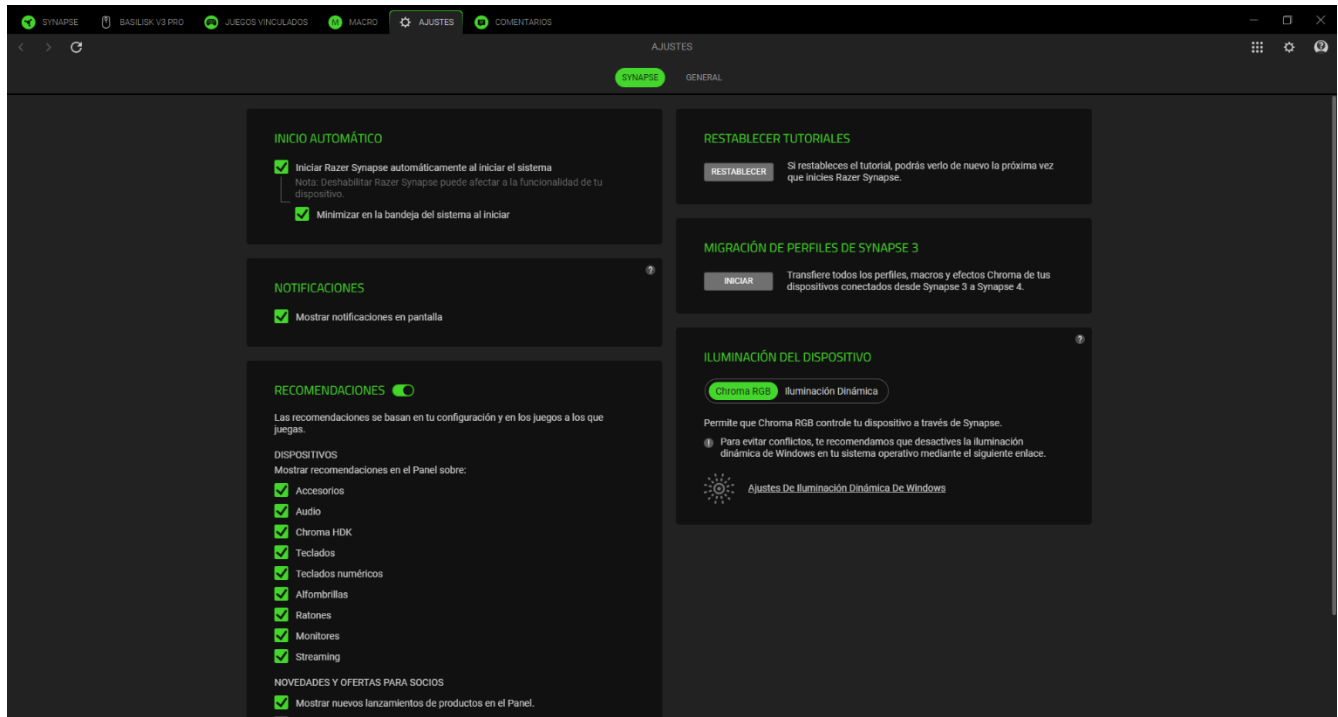 SYNAPSE
BASILISK V3 PRO
JUEGOS VINCULADOS
MACRO
AJUSTES
COMENTARIOS
AJUSTES
SYNAPSE
GENERAL
INICIO AUTOMÁTICO
Iniciar Razer Synapse automáticamente al iniciar el sistema
Nota: Deshabilitar Razer Synapse puede afectar a la funcionalidad de tu
dispositivo.
Minimizar en la bandeja del sistema al iniciar
NOTIFICACIONES
Mostrar notificaciones en pantalla
RECOMENDACIONES
Las recomendaciones se basan en tu configuración y en los juegos a los que
juegas.
DISPOSITIVOS
Mostrar recomendaciones en el Panel sobre:
Accesorios
Audio
Chroma HDK
Teclados
Teclados numéricos
Alfombrillas
Ratones
Monitores
Streaming
NOVEDADES Y OFERTAS PARA SOCIOS
Mostrar nuevos lanzamientos de productos en el Panel.
RESTABLECER TUTORIALES
RESTABLECER
Si restableces el tutorial, podrás verlo de nuevo la próxima vez
que inicies Razer Synapse.
MIGRACIÓN DE PERFILES DE SYNAPSE 3
INICIAR
Transfiere todos los perfiles, macros y efectos Chroma de tus
dispositivos conectados desde Synapse 3 a Synapse 4.
ILUMINACIÓN DEL DISPOSITIVO
Chroma RGB
Iluminación Dinámica
Permite que Chroma RGB controle tu dispositivo a través de Synapse.
Para evitar conflictos, te recomendamos que desactives la iluminación
dinámica de Windows en tu sistema operativo mediante el siguiente enlace.
Ajustes De Iluminación Dinámica De Windows